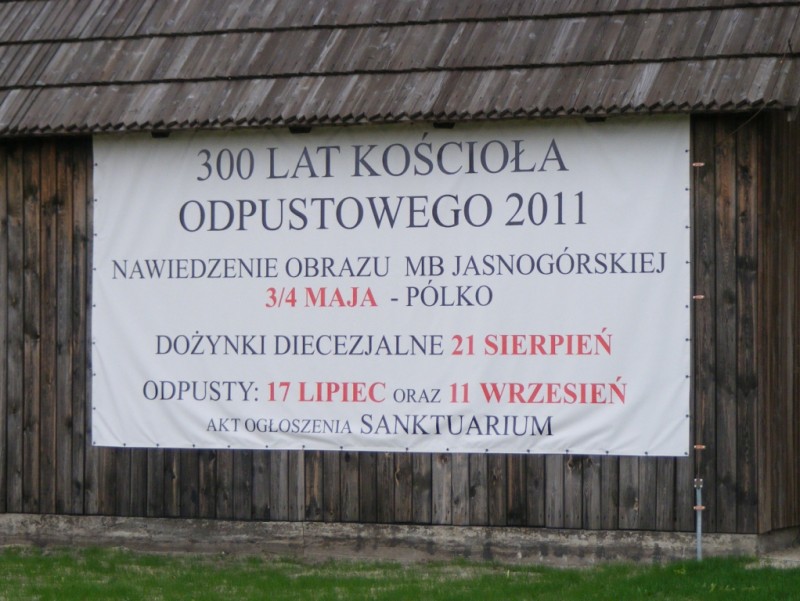 300 LAT KOŚCIOŁA
ODPUSTOWEGO 2011
NAWIEDZENIE OBRAZU MB JASNOGÓRSKIEJ
3/4 MAJA - PÓLKO
DOŻYNKI DIECEZJALNE 21 SIERPIEŃ
ODPUSTY: 17 LIPIEC ORAZ 11 WRZESIEŃ
AKT OGŁOSZENIA SANKTUARIUM